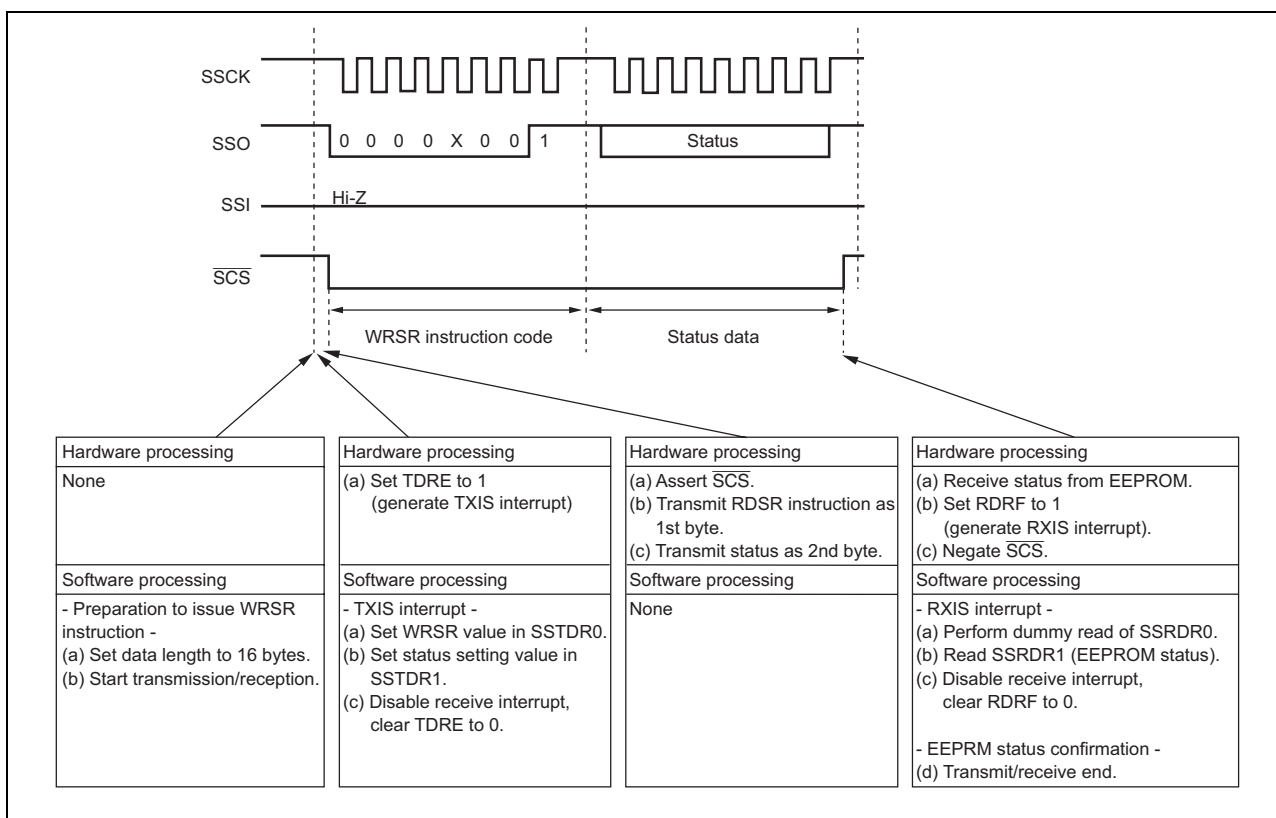 SSCK
SSO
0 0 0 0 X 0 0 1
Status
SSI
Hi-Z
SCS
WRSR instruction code
Status data
Hardware processing
None
Software processing
- Preparation to issue WRSR
instruction -
(a) Set data length to 16 bytes.
(b) Start transmission/reception.
Hardware processing
(a) Set TDRE to 1
(generate TXIS interrupt)
Software processing
- TXIS interrupt -
(a) Set WRSR value in SSTDR0.
(b) Set status setting value in
SSTDR1.
(c) Disable receive interrupt,
clear TDRE to 0.
Hardware processing
(a) Assert SCS.
(b) Transmit RDSR instruction as
1st byte.
(c) Transmit status as 2nd byte.
Software processing
None
Hardware processing
(a) Receive status from EEPROM.
(b) Set RDRF to 1
(generate RXIS interrupt).
(c) Negate SCS.
Software processing
- RXIS interrupt -
(a) Perform dummy read of SSRDR0.
(b) Read SSRDR1 (EEPROM status).
(c) Disable receive interrupt,
clear RDRF to 0.
- EEPRM status confirmation -
(d) Transmit/receive end.